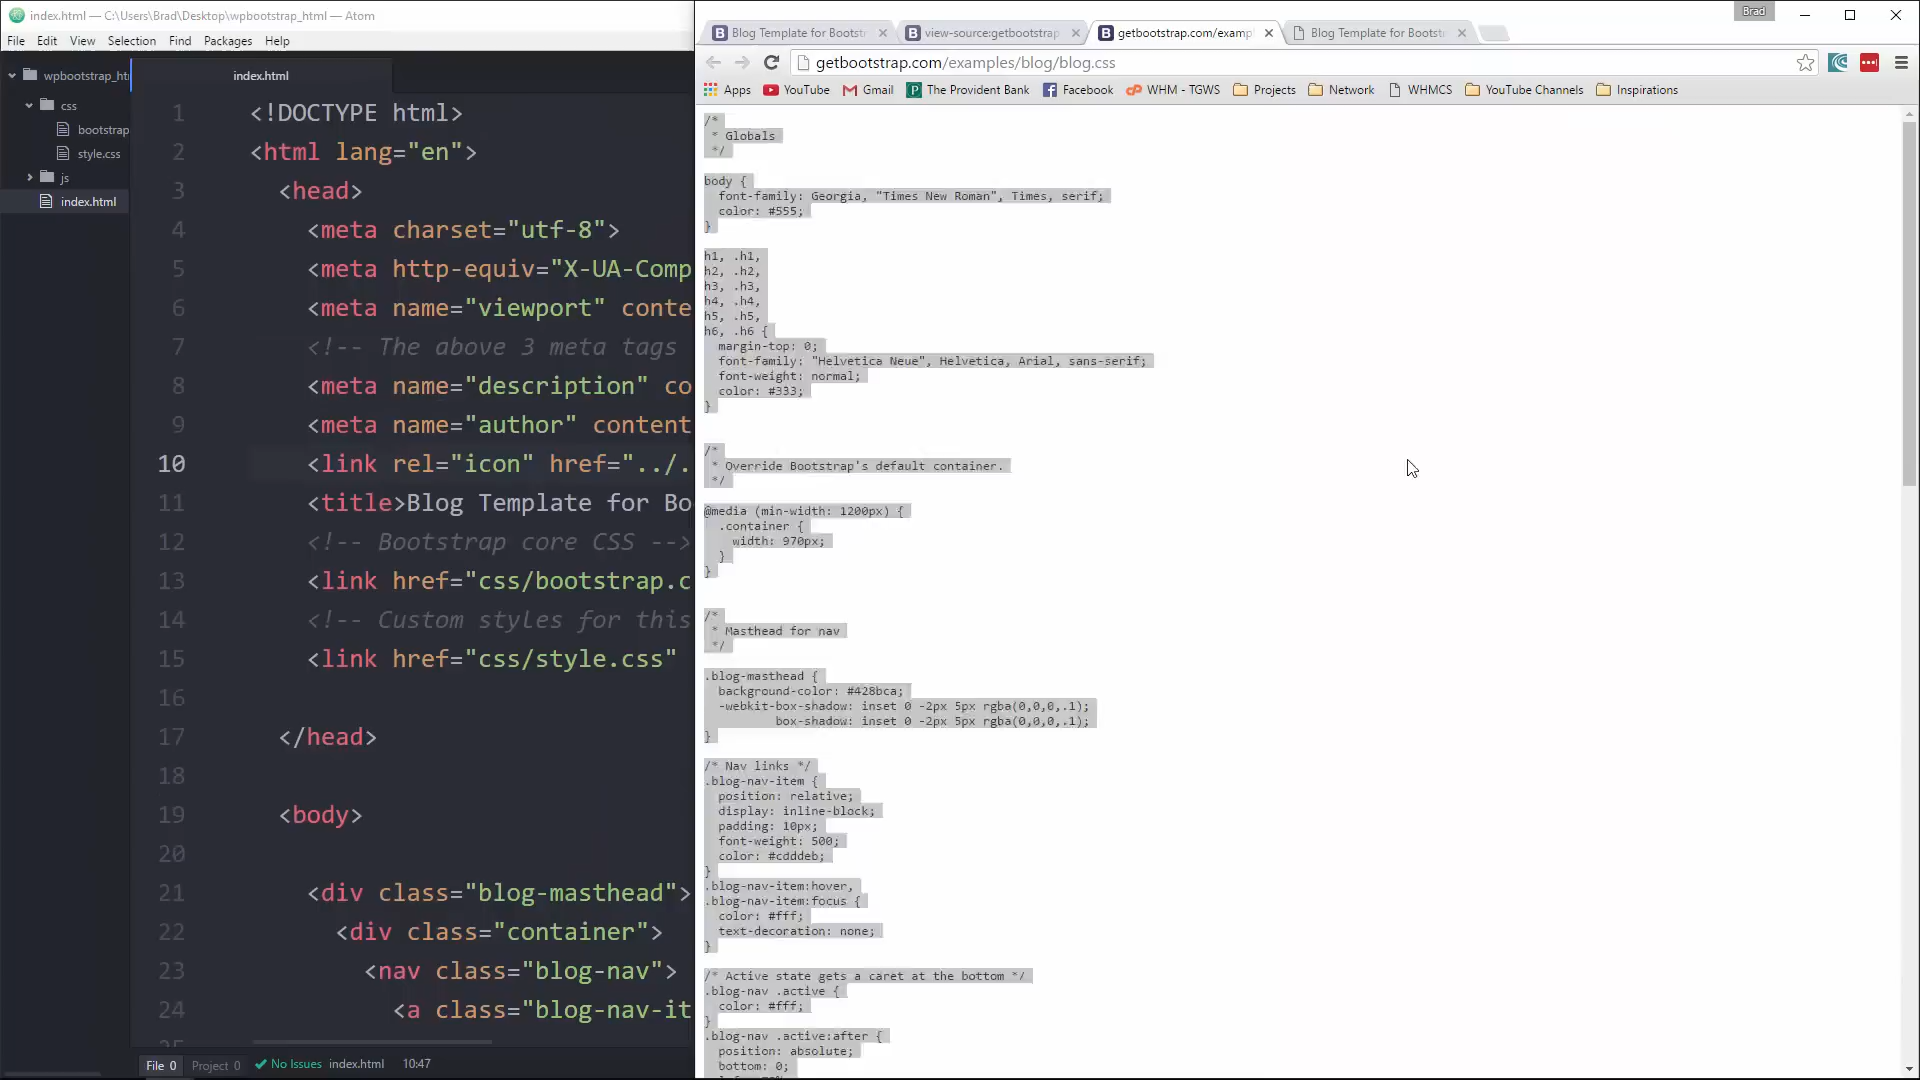 index.html — C:\Users\Brad\Desktop\wpbootstrap_html — Atom
File Edit View Selection Find Packages Help
wpbootstrap_ht
css
bootstrap
style.css
js
index.html
index.html
1 <!DOCTYPE html>
2 <html lang="en">
3 <head>
4 <meta charset="utf-8">
5 <meta http-equiv="X-UA-Comp
6 <meta name="viewport" conte
7 <!-- The above 3 meta tags
8 <meta name="description" co
9 <meta name="author" content
10 <link rel="icon" href="../.
11 <title>Blog Template for Bo
12 <!-- Bootstrap core CSS -->
13 <link href="css/bootstrap.c
14 <!-- Custom styles for this
15 <link href="css/style.css"
16
17 </head>
18
19 <body>
20
21 <div class="blog-masthead">
22 <div class="container">
23 <nav class="blog-nav">
24 <a class="blog-nav-it
25
File 0 Project 0 No Issues index.html 10:47
Brad
Blog Template for Bootst
view-source:getbootstrap
getbootstrap.com/examp
Blog Template for Bootst
getbootstrap.com/examples/blog/blog.css
Apps YouTube Gmail The Provident Bank Facebook WHM - TGWS Projects Network WHMCS YouTube Channels Inspirations
/*
* Globals
*/
body {
font-family: Georgia, "Times New Roman", Times, serif;
color: #555;
}
h1, .h1,
h2, .h2,
h3, .h3,
h4, .h4,
h5, .h5,
h6, .h6 {
margin-top: 0;
font-family: "Helvetica Neue", Helvetica, Arial, sans-serif;
font-weight: normal;
color: #333;
}
/*
* Override Bootstrap's default container.
*/
@media (min-width: 1200px) {
.container {
width: 970px;
}
}
/*
* Masthead for nav
*/
.blog-masthead {
background-color: #428bca;
-webkit-box-shadow: inset 0 -2px 5px rgba(0,0,0,.1);
box-shadow: inset 0 -2px 5px rgba(0,0,0,.1);
}
/* Nav links */
.blog-nav-item {
position: relative;
display: inline-block;
padding: 10px;
font-weight: 500;
color: #cdddeb;
}
.blog-nav-item:hover,
.blog-nav-item:focus {
color: #fff;
text-decoration: none;
}
/* Active state gets a caret at the bottom */
.blog-nav .active {
color: #fff;
}
.blog-nav .active:after {
position: absolute;
bottom: 0;